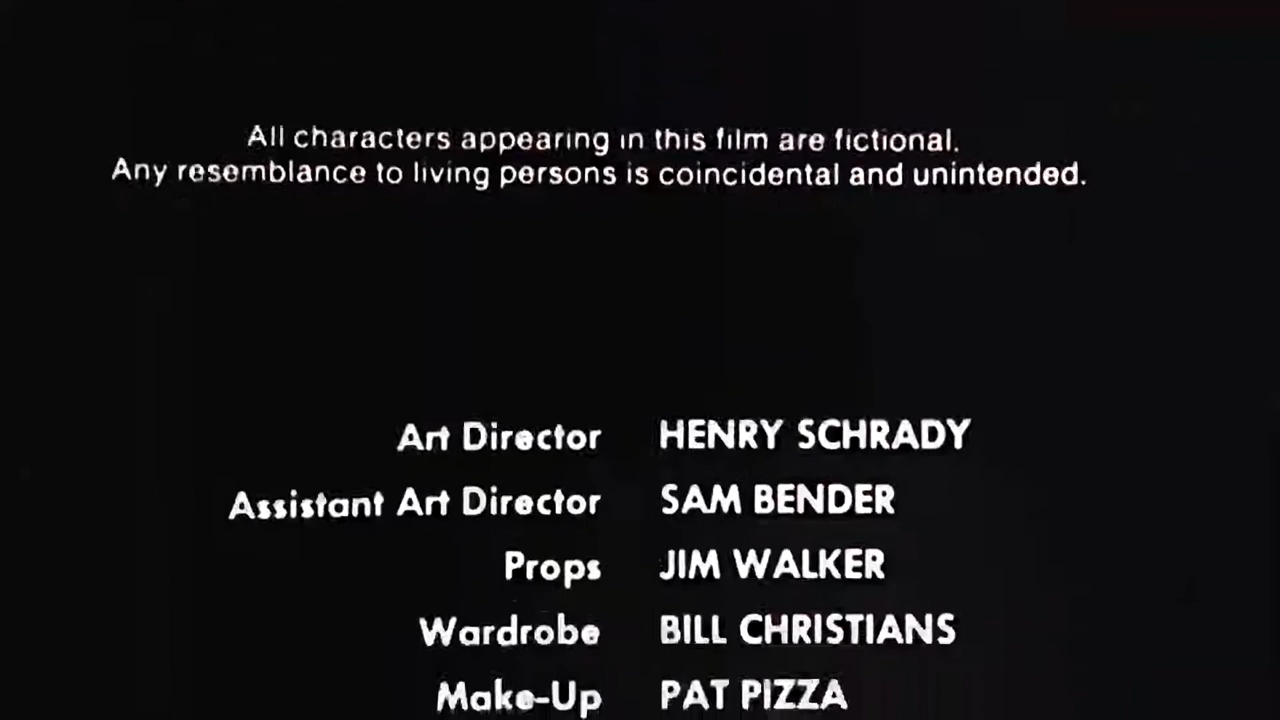 All characters appearing in this film are fictional.
Any resemblance to living persons is coincidental and unintended.
Art Director HENRY SCHRADY
Assistant Art Director SAM BENDER
Props JIM WALKER
Wardrobe BILL CHRISTIANS
Make-Up PAT PIZZA